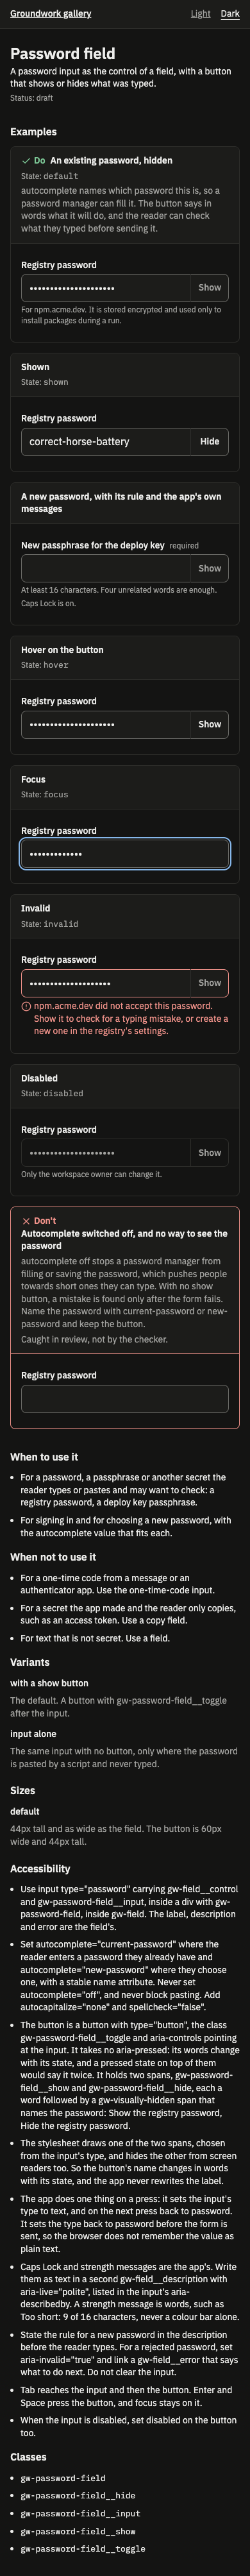 Groundwork gallery
Light Dark
Password field
A password input as the control of a field, with a button
that shows or hides what was typed.
Status: draft
Examples
Do An existing password, hidden
State: default
autocomplete names which password this is, so a
password manager can fill it. The button says in
words what it will do, and the reader can check
what they typed before sending it.
Registry password
Show
For npm.acme.dev. It is stored encrypted and used only to
install packages during a run.
Shown
State: shown
Registry password
correct-horse-battery
Hide
A new password, with its rule and the app's own
messages
New passphrase for the deploy key required
Show
At least 16 characters. Four unrelated words are enough.
Caps Lock is on.
Hover on the button
State: hover
Registry password
Show
Focus
State: focus
Registry password
Invalid
State: invalid
Registry password
Show
npm.acme.dev did not accept this password.
Show it to check for a typing mistake, or create a
new one in the registry's settings.
Disabled
State: disabled
Registry password
Show
Only the workspace owner can change it.
Don't
Autocomplete switched off, and no way to see the
password
autocomplete off stops a password manager from
filling or saving the password, which pushes people
towards short ones they can type. With no show
button, a mistake is found only after the form fails.
Name the password with current-password or new-
password and keep the button.
Caught in review, not by the checker.
Registry password
When to use it
• For a password, a passphrase or another secret the
reader types or pastes and may want to check: a
registry password, a deploy key passphrase.
• For signing in and for choosing a new password, with
the autocomplete value that fits each.
When not to use it
• For a one-time code from a message or an
authenticator app. Use the one-time-code input.
• For a secret the app made and the reader only copies,
such as an access token. Use a copy field.
• For text that is not secret. Use a field.
Variants
with a show button
The default. A button with gw-password-field__toggle
after the input.
input alone
The same input with no button, only where the password
is pasted by a script and never typed.
Sizes
default
44px tall and as wide as the field. The button is 60px
wide and 44px tall.
Accessibility
• Use input type="password" carrying gw-field__control
and gw-password-field__input, inside a div with gw-
password-field, inside gw-field. The label, description
and error are the field's.
• Set autocomplete="current-password" where the
reader enters a password they already have and
autocomplete="new-password" where they choose
one, with a stable name attribute. Never set
autocomplete="off", and never block pasting. Add
autocapitalize="none" and spellcheck="false".
• The button is a button with type="button", the class
gw-password-field__toggle and aria-controls pointing
at the input. It takes no aria-pressed: its words change
with its state, and a pressed state on top of them
would say it twice. It holds two spans, gw-password-
field__show and gw-password-field__hide, each a
word followed by a gw-visually-hidden span that
names the password: Show the registry password,
Hide the registry password.
• The stylesheet draws one of the two spans, chosen
from the input's type, and hides the other from screen
readers too. So the button's name changes in words
with its state, and the app never rewrites the label.
• The app does one thing on a press: it sets the input's
type to text, and on the next press back to password.
It sets the type back to password before the form is
sent, so the browser does not remember the value as
plain text.
• Caps Lock and strength messages are the app's. Write
them as text in a second gw-field__description with
aria-live="polite", listed in the input's aria-
describedby. A strength message is words, such as
Too short: 9 of 16 characters, never a colour bar alone.
• State the rule for a new password in the description
before the reader types. For a rejected password, set
aria-invalid="true" and link a gw-field__error that says
what to do next. Do not clear the input.
• Tab reaches the input and then the button. Enter and
Space press the button, and focus stays on it.
• When the input is disabled, set disabled on the button
too.
Classes
• gw-password-field
• gw-password-field__hide
• gw-password-field__input
• gw-password-field__show
• gw-password-field__toggle